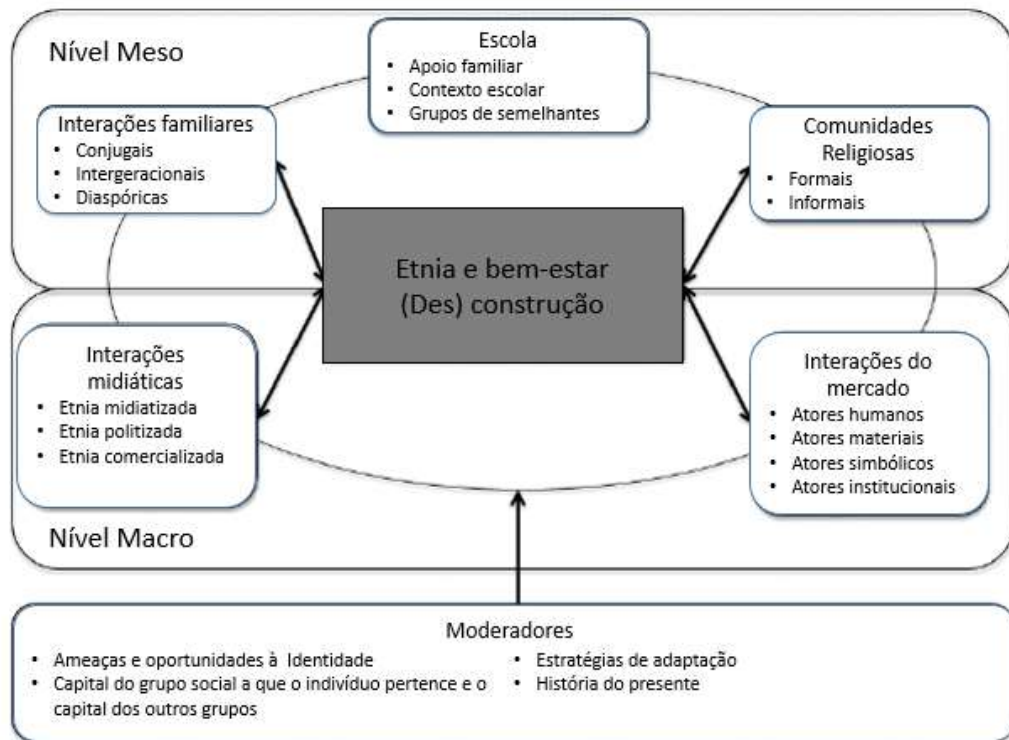 Nível Meso
Escola
• Apoio familiar
• Contexto escolar
• Grupos de semelhantes
Interações familiares
• Conjugais
• Intergeracionais
• Diaspóricas
Comunidades
Religiosas
• Formais
• Informais
Etnia e bem-estar
(Des) construção
Interações
midiáticas
• Etnia midiatizada
• Etnia politizada
• Etnia comercializada
Interações do
mercado
• Atores humanos
• Atores materiais
• Atores simbólicos
• Atores institucionais
Nível Macro
Moderadores
• Ameaças e oportunidades à Identidade
• Capital do grupo social a que o indivíduo pertence e o
capital dos outros grupos
• Estratégias de adaptação
• História do presente